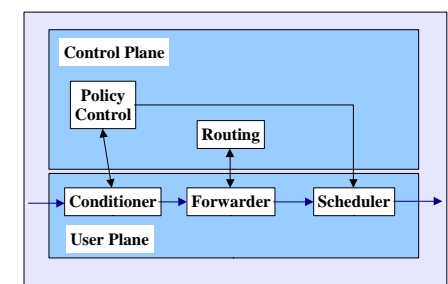 Control Plane
Policy
Control
Routing
Conditioner
Forwarder
Scheduler
User Plane